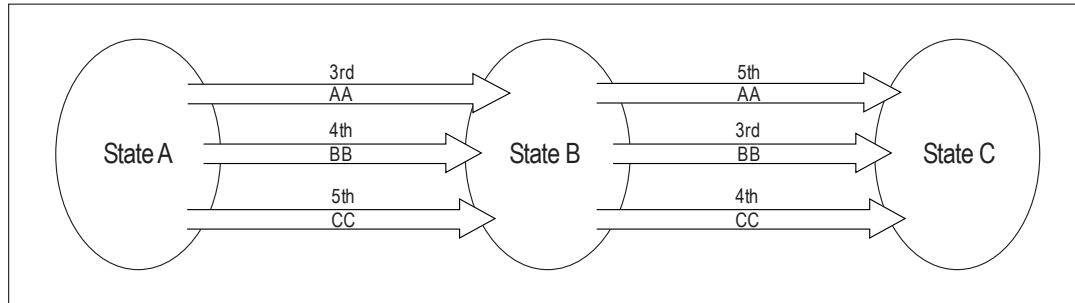 3rd
AA
4th
BB
5th
CC
State A
State B
5th
AA
3rd
BB
4th
CC
State C